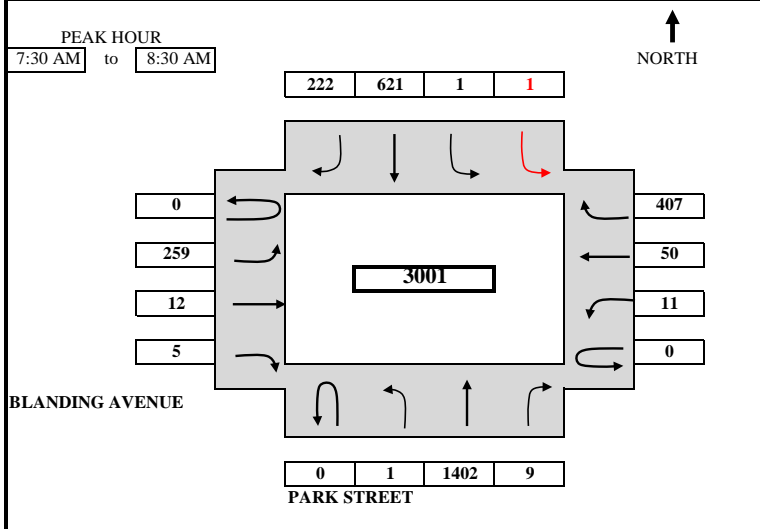 PEAK HOUR
7:30 AM to 8:30 AM
NORTH
222 621 1 1
0 407
259 50
3001
12 11
5 0
BLANDING AVENUE
0 1 1402 9
PARK STREET